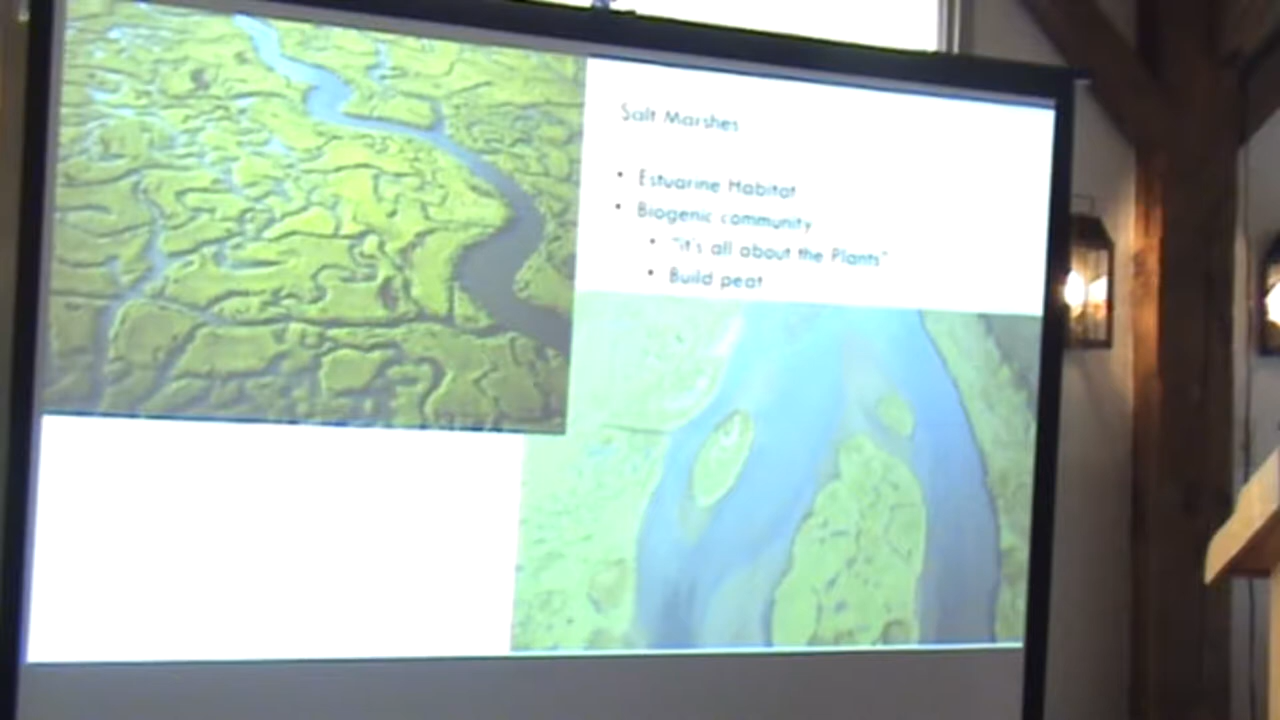 Salt Marshes
• Estuarine Habitat
• Biogenic community
• "it's all about the Plants"
• Build peat